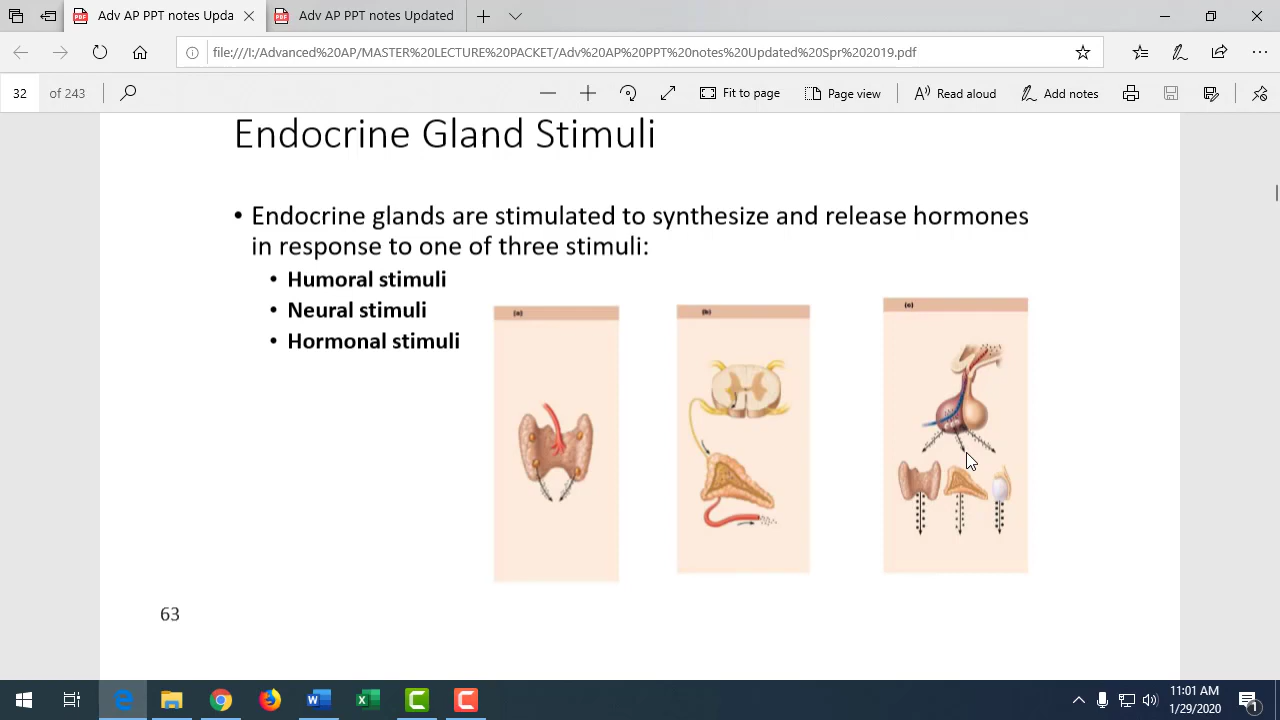 Adv AP PPT notes Updat
Adv AP PPT notes Updat
file:///I:/Advanced%20AP/MASTER%20LECTURE%20PACKET/Adv%20AP%20PPT%20notes%20Updated%20Spr%202019.pdf
32 of 243 Fit to page Page view Read aloud Add notes
Endocrine Gland Stimuli
• Endocrine glands are stimulated to synthesize and release hormones
in response to one of three stimuli:
• Humoral stimuli
• Neural stimuli
• Hormonal stimuli
(a)
(b)
(c)
63
11:01 AM
1/29/2020
1